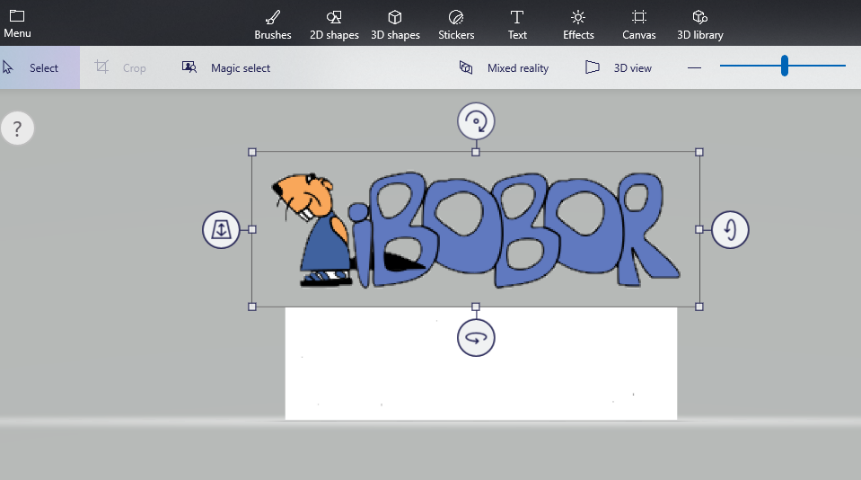 Menu
Brushes 2D shapes 3D shapes Stickers Text Effects Canvas 3D library
Select Crop Magic select Mixed reality 3D view
?
iBOBOR